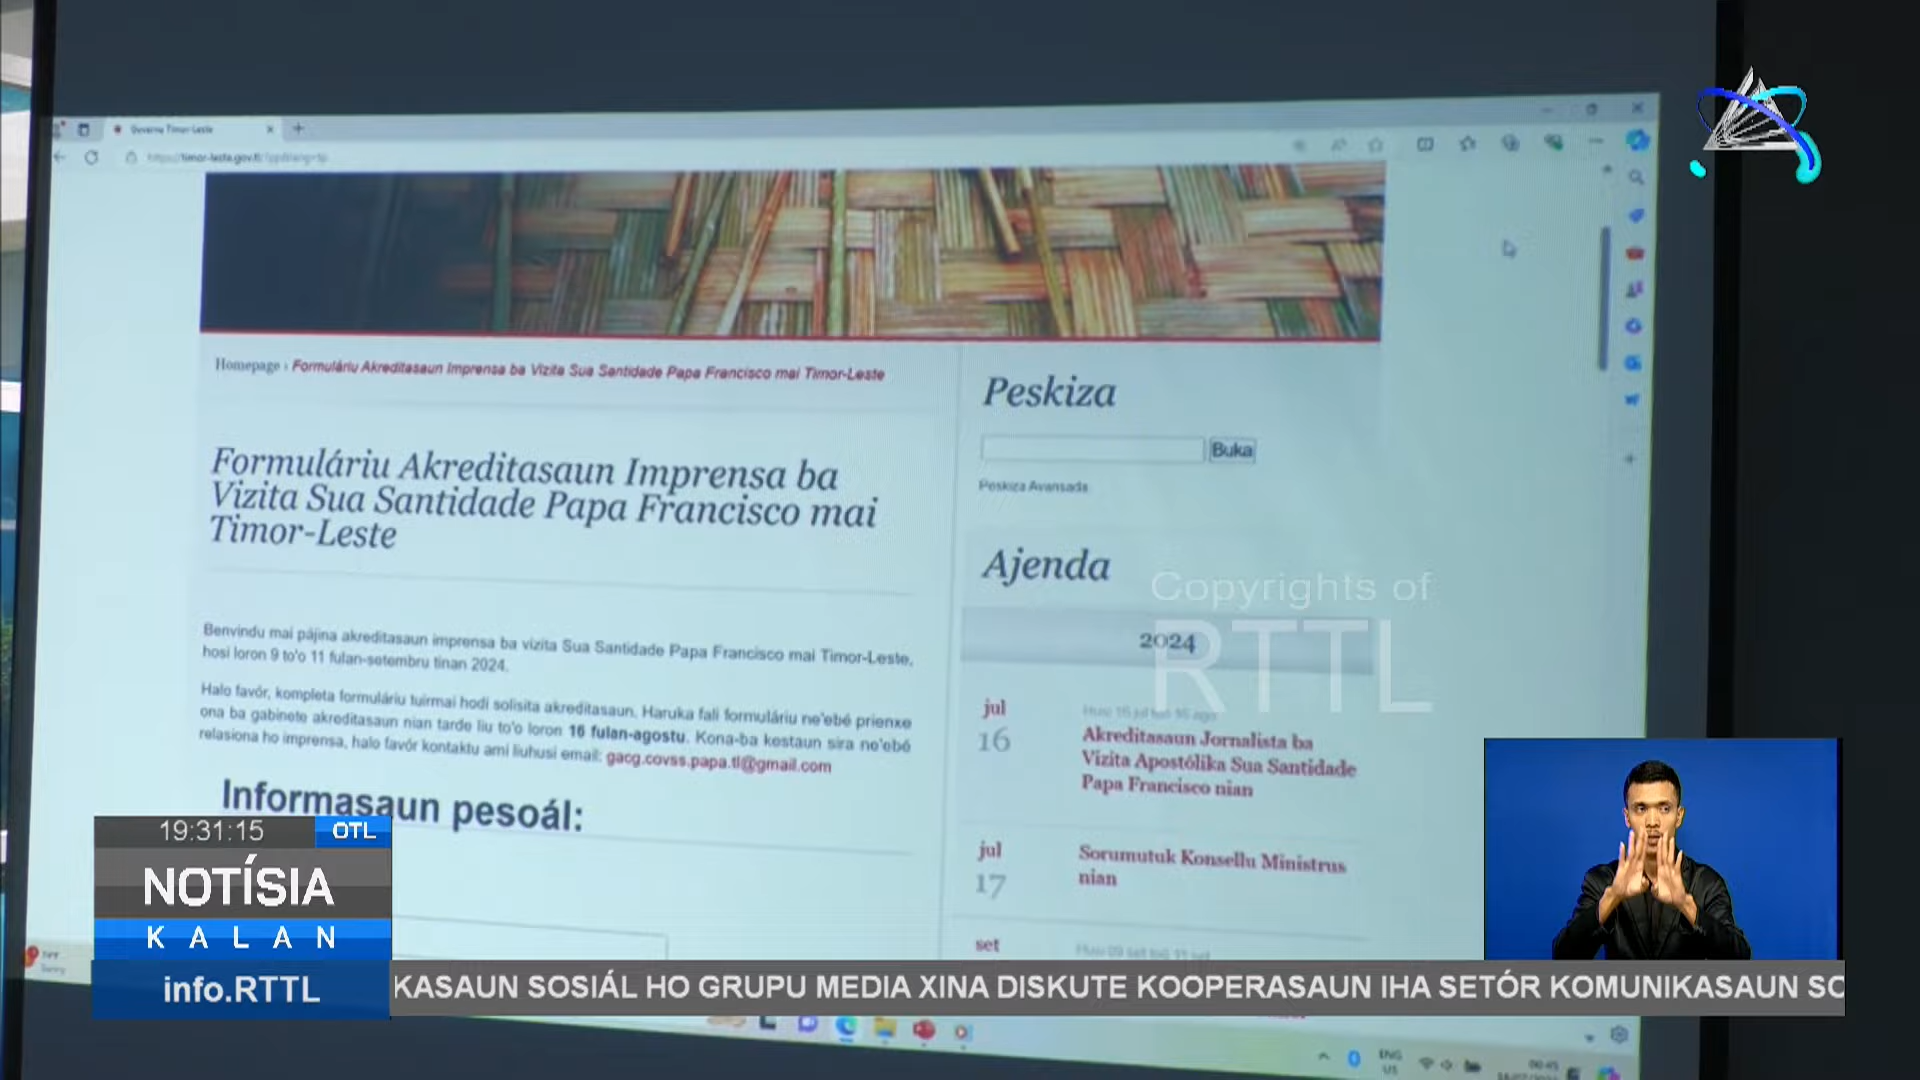 Governu Timor-Leste
Homepage › Formuláriu Akreditasaun Imprensa ba Vizita Sua Santidade Papa Francisco mai Timor-Leste
Formuláriu Akreditasaun Imprensa ba
Vizita Sua Santidade Papa Francisco mai
Timor-Leste
Benvindu mai pájina akreditasaun imprensa ba vizita Sua Santidade Papa Francisco mai Timor-Leste,
hosi loron 9 to'o 11 fulan-setembru tinan 2024.
Halo favór, kompleta formuláriu tuirmai hodi solisita akreditasaun. Haruka fali formuláriu ne'ebé prienxe
ona ba gabinete akreditasaun nian tarde liu to'o loron 16 fulan-agostu. Kona-ba kestaun sira ne'ebé
relasiona ho imprensa, halo favór kontaktu ami liuhusi email: gacg.covss.papa.tl@gmail.com
Informasaun pesoál:
Peskiza
Buka
Peskiza Avansada
Ajenda
2024
jul
16
Akreditasaun Jornalista ba
Vizita Apostólika Sua Santidade
Papa Francisco nian
jul
17
Sorumutuk Konsellu Ministrus
nian
set
Copyrights of
RTTL
19:31:15 OTL
NOTÍSIA
KALAN
info.RTTL
KASAUN SOSIÁL HO GRUPU MEDIA XINA DISKUTE KOOPERASAUN IHA SETÓR KOMUNIKASAUN SO
ENG
US